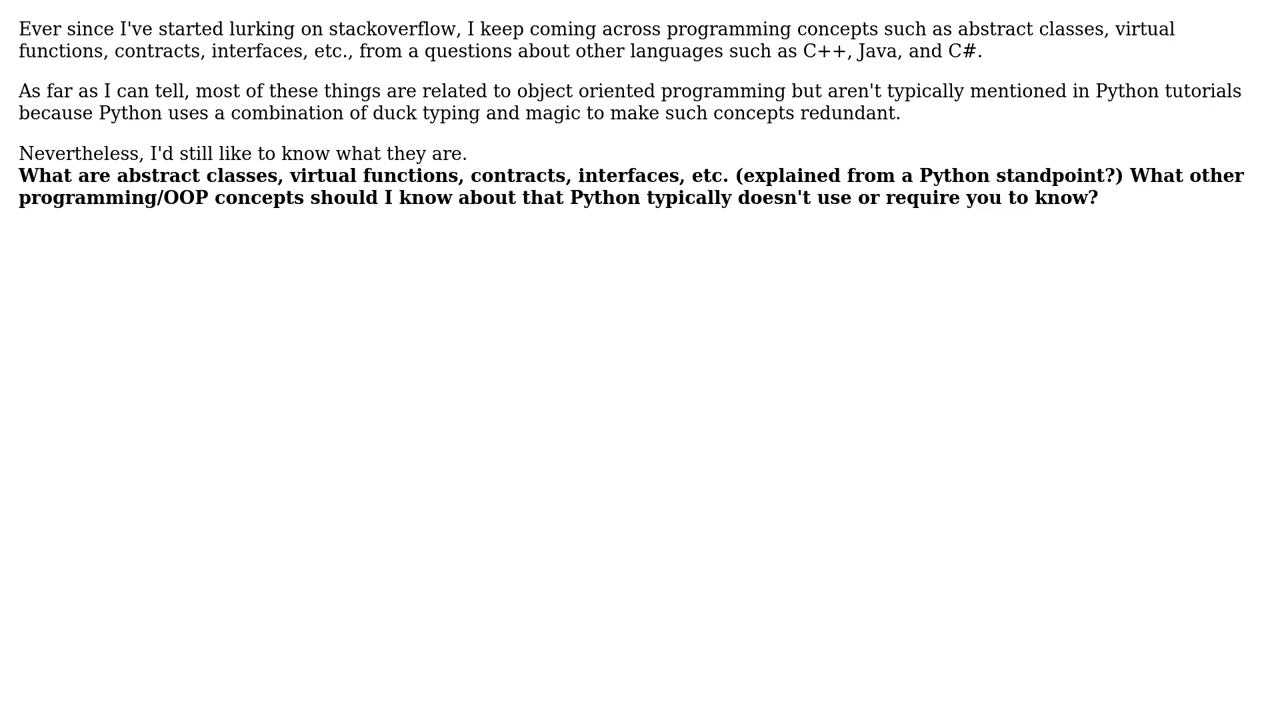 Ever since I've started lurking on stackoverflow, I keep coming across programming concepts such as abstract classes, virtual
functions, contracts, interfaces, etc., from a questions about other languages such as C++, Java, and C#.
As far as I can tell, most of these things are related to object oriented programming but aren't typically mentioned in Python tutorials
because Python uses a combination of duck typing and magic to make such concepts redundant.
Nevertheless, I'd still like to know what they are.
What are abstract classes, virtual functions, contracts, interfaces, etc. (explained from a Python standpoint?) What other
programming/OOP concepts should I know about that Python typically doesn't use or require you to know?